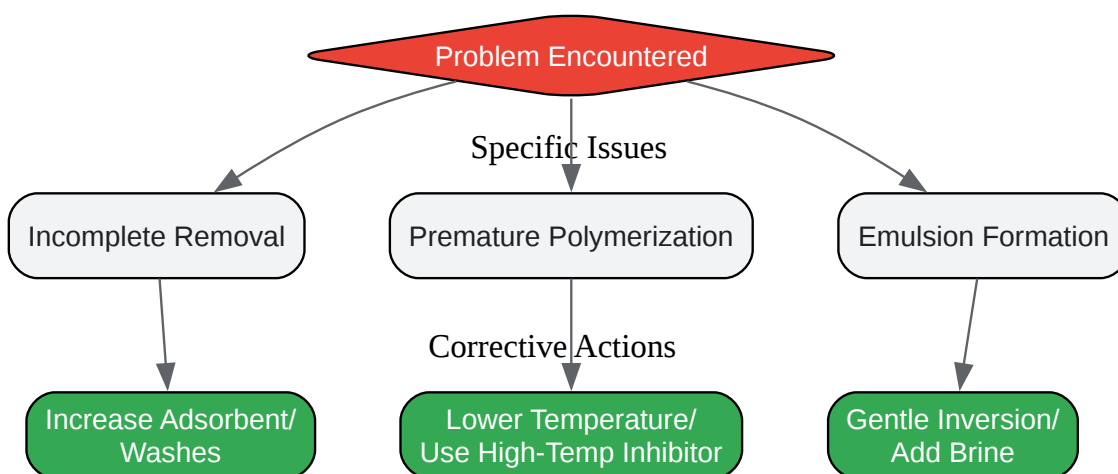 Problem Encountered
Specific Issues
Incomplete Removal
Premature Polymerization
Emulsion Formation
Corrective Actions
Increase Adsorbent/
Washes
Lower Temperature/
Use High-Temp Inhibitor
Gentle Inversion/
Add Brine